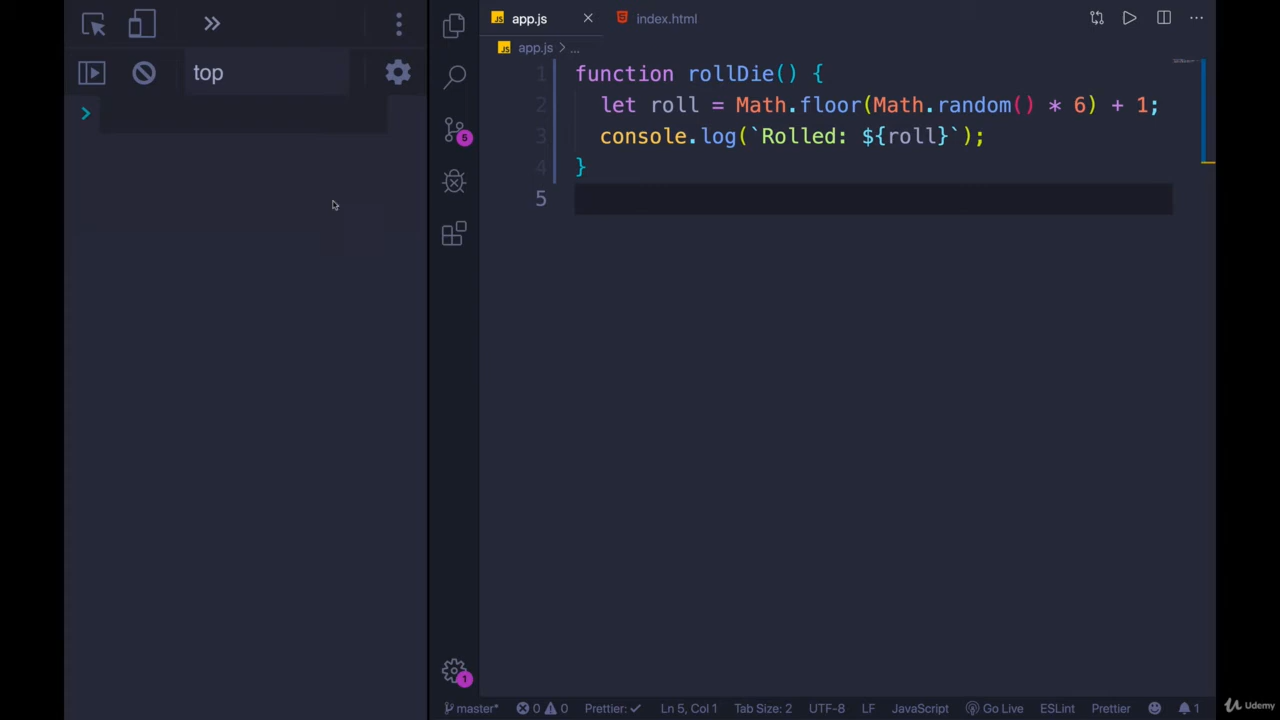 top
>
app.js
index.html
app.js > ...
1 function rollDie() {
2 let roll = Math.floor(Math.random() * 6) + 1;
3 console.log(`Rolled: ${roll}`);
4 }
5
5
1
master* 0 0 Prettier: ✓ Ln 5, Col 1 Tab Size: 2 UTF-8 LF JavaScript Go Live ESLint Prettier 1
Udemy